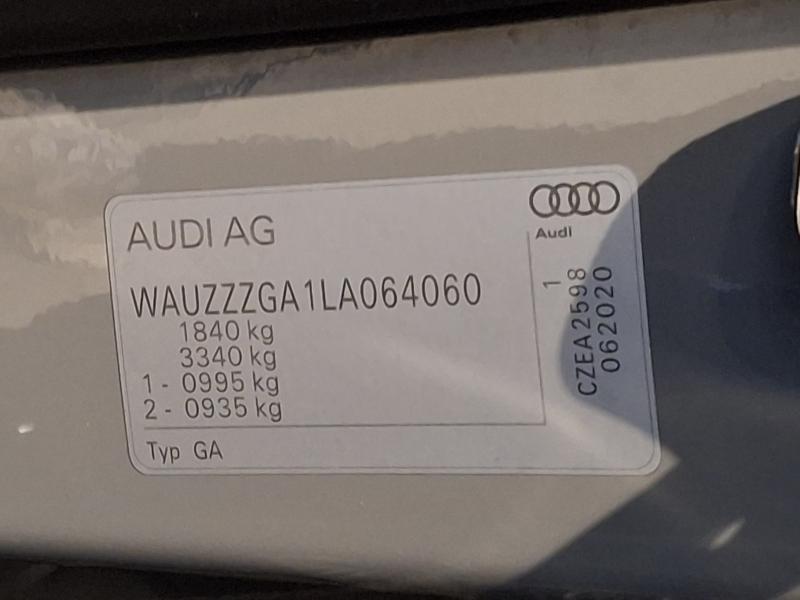 AUDI AG
Audi
WAUZZZGA1LA064060
1840 kg
3340 kg
1 - 0995 kg
2 - 0935 kg
Typ GA
1
CZEA2598
062020